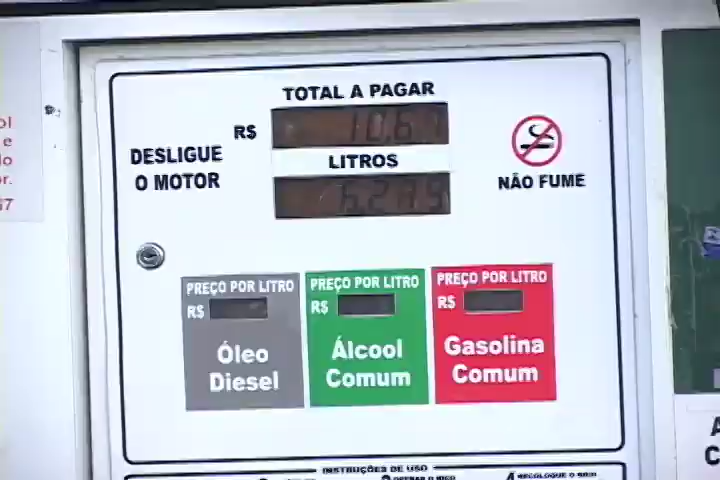 TOTAL A PAGAR
R$
DESLIGUE
O MOTOR
LITROS
NÃO FUME
PREÇO POR LITRO
R$
Óleo
Diesel
PREÇO POR LITRO
R$
Álcool
Comum
PREÇO POR LITRO
R$
Gasolina
Comum
INSTRUÇÕES DE USO